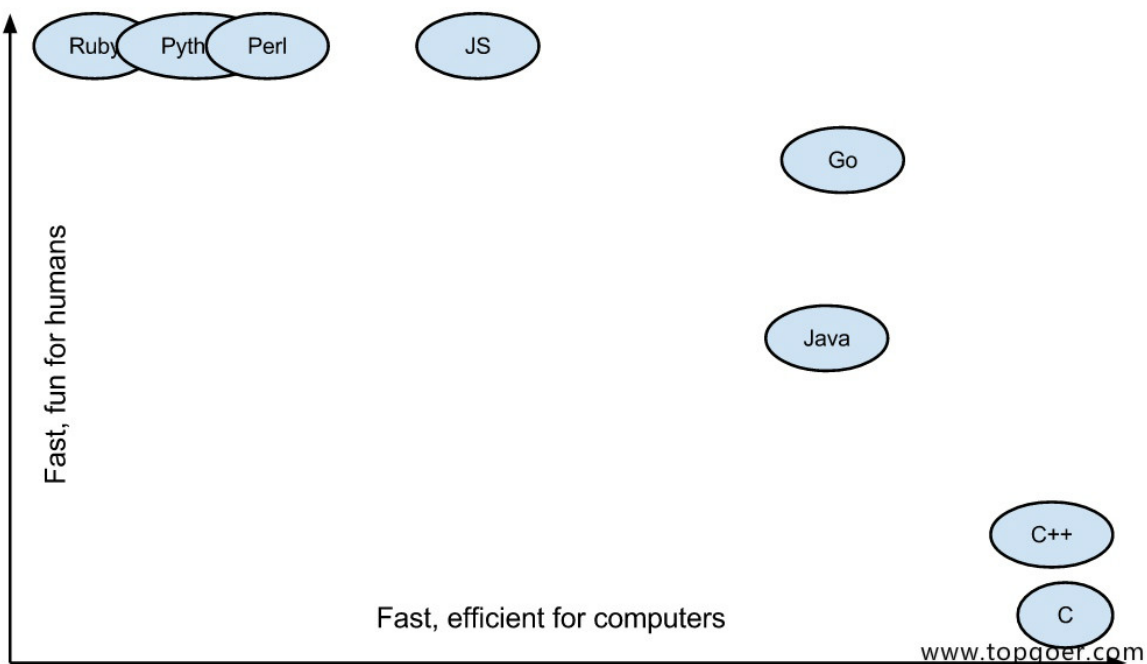 Ruby
Pyth
Perl
JS
Go
Java
Fast, fun for humans
C++
Fast, efficient for computers
C
www.topgoer.com